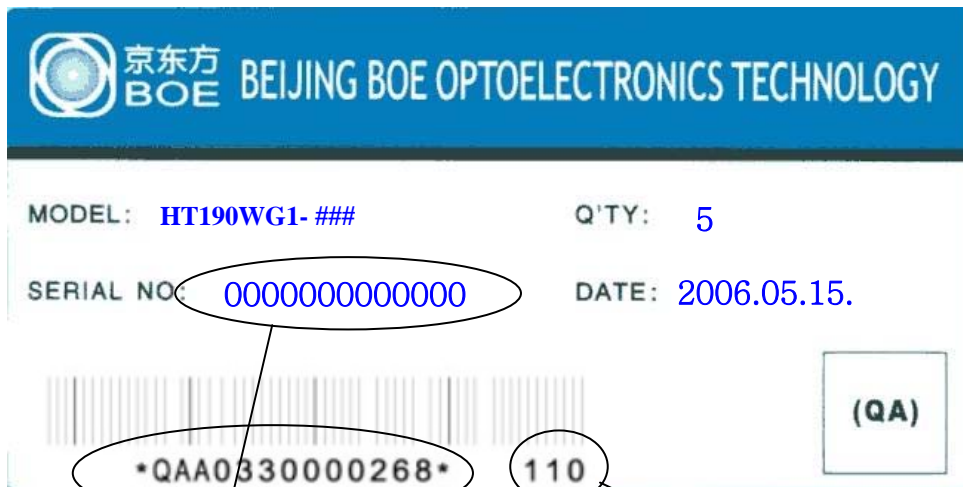 京东方
BOE BEIJING BOE OPTOELECTRONICS TECHNOLOGY
MODEL: HT190WG1- ### Q'TY: 5
SERIAL NO: 0000000000000 DATE: 2006.05.15.
(QA)
*QAA0330000268* 110